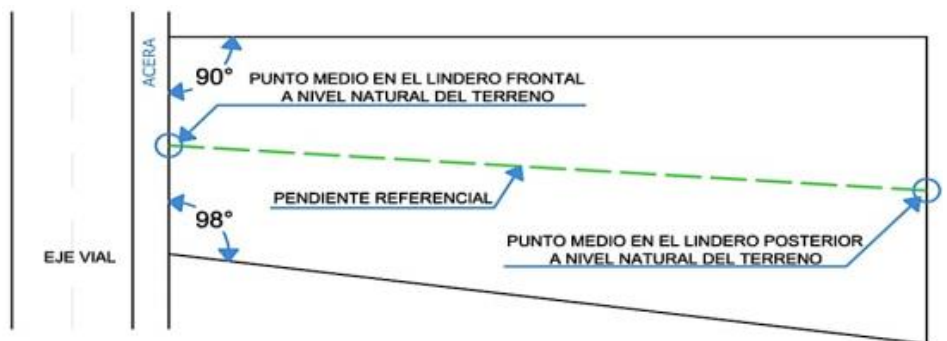 ACERA
90°
PUNTO MEDIO EN EL LINDERO FRONTAL
A NIVEL NATURAL DEL TERRENO
PENDIENTE REFERENCIAL
98°
PUNTO MEDIO EN EL LINDERO POSTERIOR
A NIVEL NATURAL DEL TERRENO
EJE VIAL